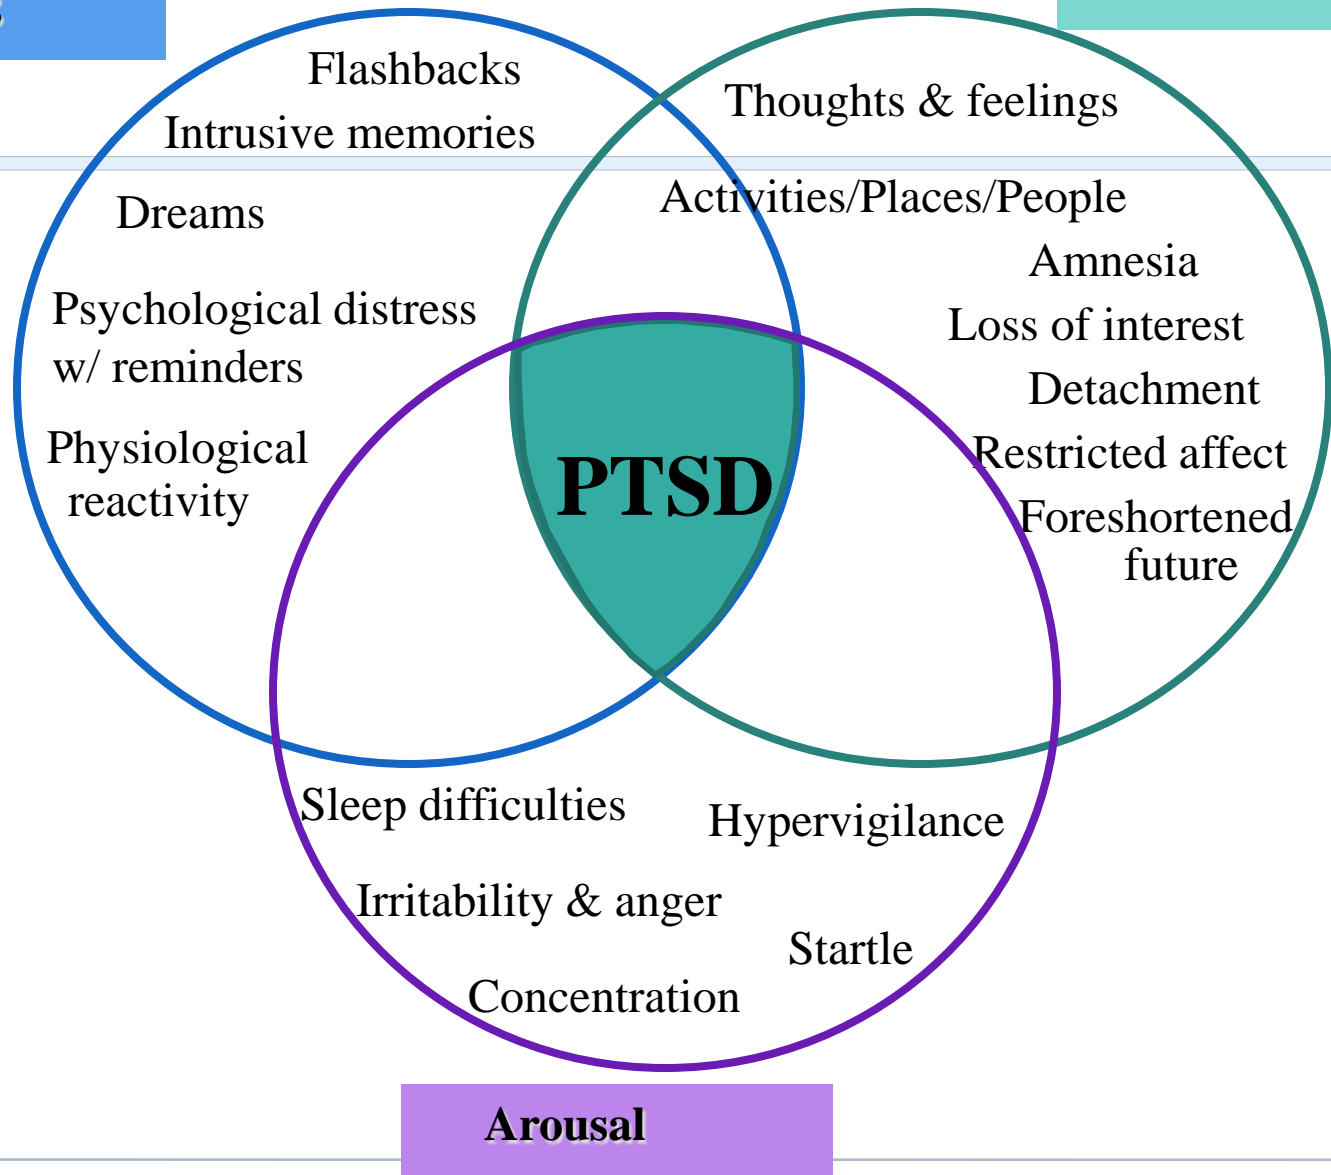 Flashbacks
Intrusive memories
Dreams
Psychological distress
w/ reminders
Physiological
reactivity
Thoughts & feelings
Activities/Places/People
Amnesia
Loss of interest
Detachment
Restricted affect
Foreshortened
future
PTSD
Sleep difficulties
Hypervigilance
Irritability & anger
Startle
Concentration
Arousal